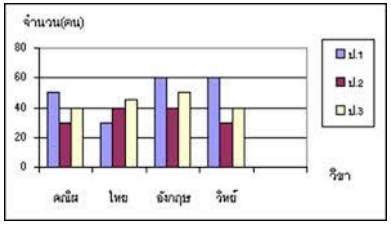 จำนวน(คน)
80
60
40
20
0
คณิต ไทย อังกฤษ วิทย์
วิชา
ป.1
ป.2
ป.3